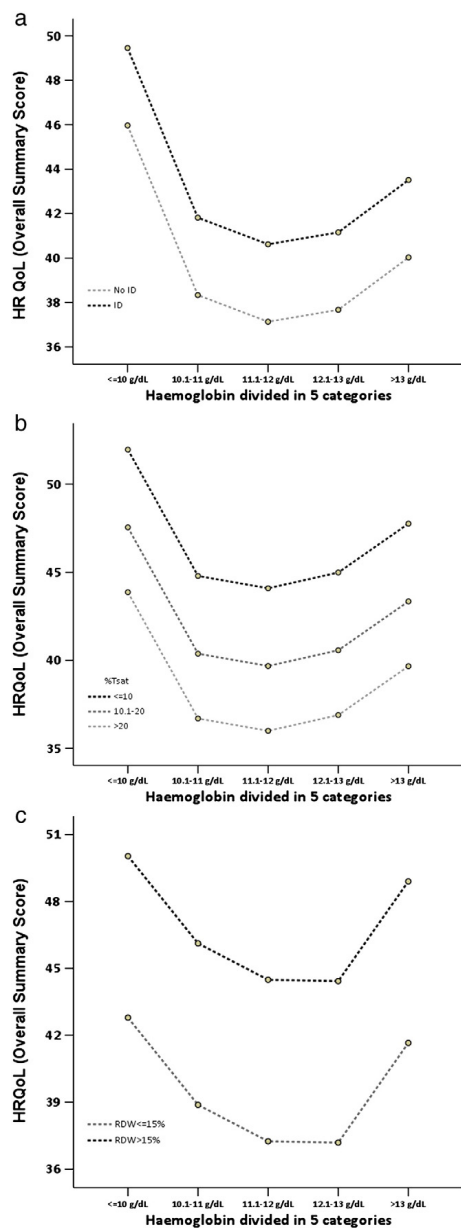 a
HR QoL (Overall Summary Score)
50
48
46
44
42
40
38
36
No ID
ID
<=10 g/dL 10.1-11 g/dL 11.1-12 g/dL 12.1-13 g/dL >13 g/dL
Haemoglobin divided in 5 categories
b
HRQoL (Overall Summary Score)
50
45
40
35
%Tsat
<=10
10.1-20
>20
<=10 g/dL 10.1-11 g/dL 11.1-12 g/dL 12.1-13 g/dL >13 g/dL
Haemoglobin divided in 5 categories
c
HRQoL (Overall Summary Score)
51
48
45
42
39
36
RDW<=15%
RDW>15%
<=10 g/dL 10.1-11 g/dL 11.1-12 g/dL 12.1-13 g/dL >13 g/dL
Haemoglobin divided in 5 categories